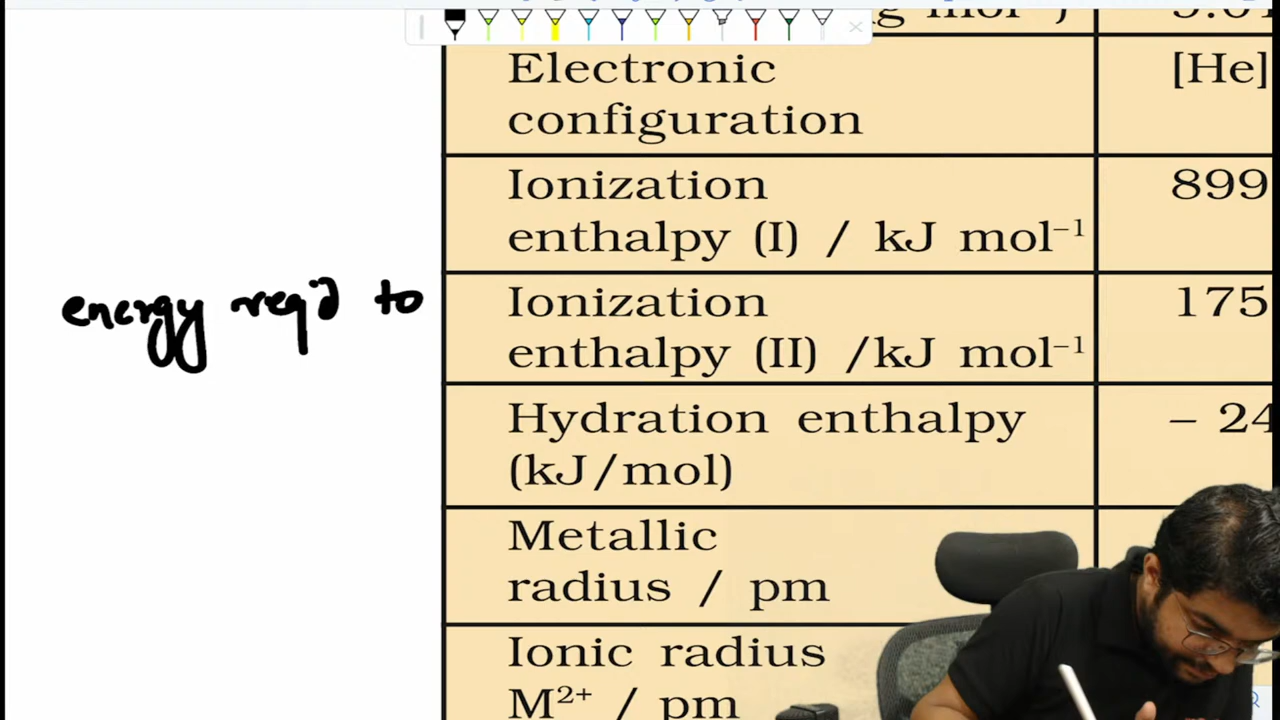 Electronic
configuration
[He]
Ionization
enthalpy (I) / kJ mol⁻¹
899
energy req'd to
Ionization
enthalpy (II) /kJ mol⁻¹
175
Hydration enthalpy
(kJ/mol)
– 24
Metallic
radius / pm
Ionic radius
M²⁺ / pm